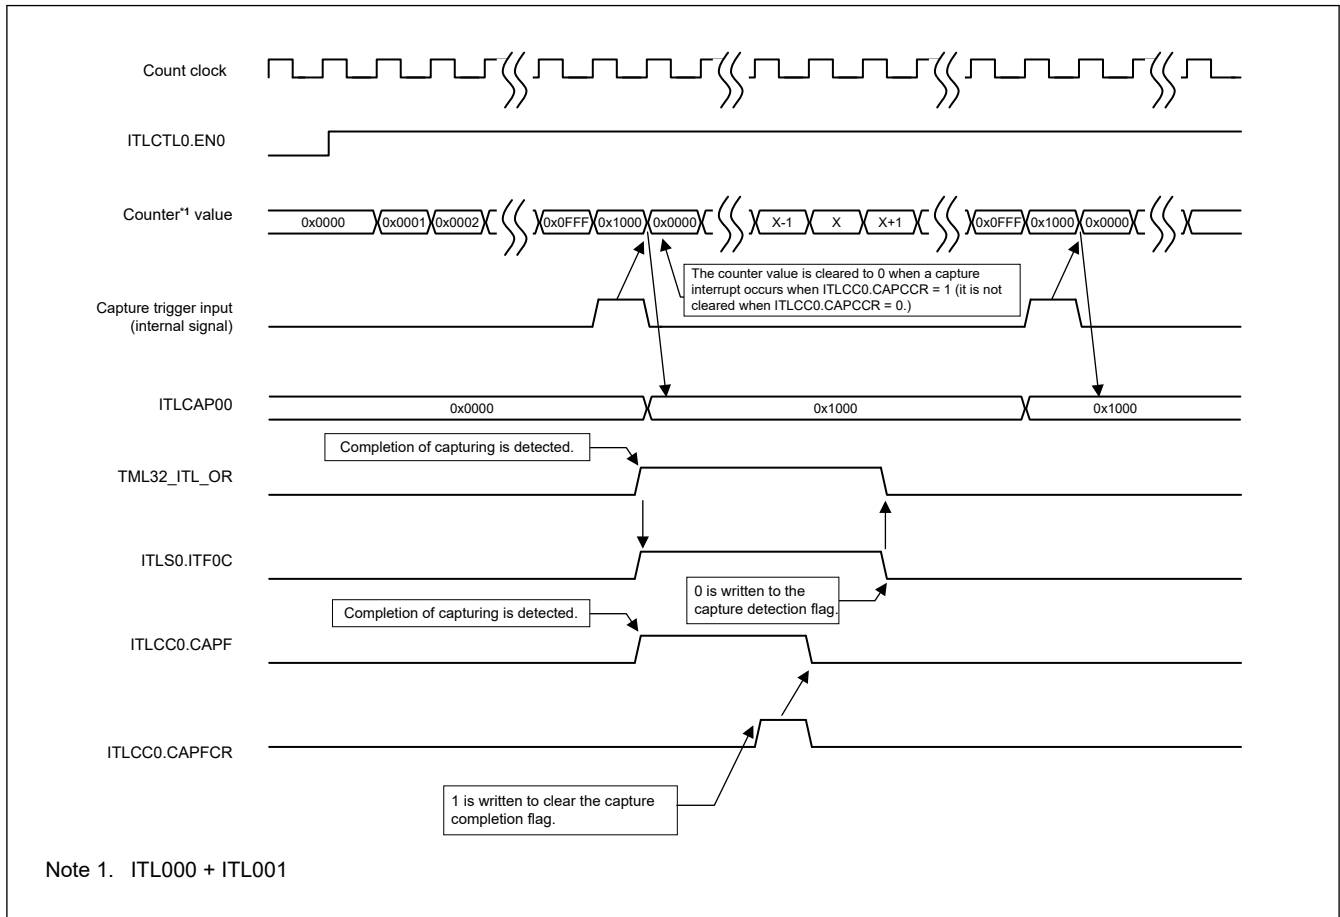 Count clock
ITLCTL0.EN0
Counter*1 value
0x0000 0x0001 0x0002 0x0FFF 0x1000 0x0000 X-1 X X+1 0x0FFF 0x1000 0x0000
The counter value is cleared to 0 when a capture
interrupt occurs when ITLCC0.CAPCCR = 1 (it is not
cleared when ITLCC0.CAPCCR = 0.)
Capture trigger input
(internal signal)
ITLCAP00
0x0000 0x1000 0x1000
Completion of capturing is detected.
TML32_ITL_OR
ITLS0.ITF0C
0 is written to the
capture detection flag.
Completion of capturing is detected.
ITLCC0.CAPF
ITLCC0.CAPFCR
1 is written to clear the capture
completion flag.
Note 1. ITL000 + ITL001